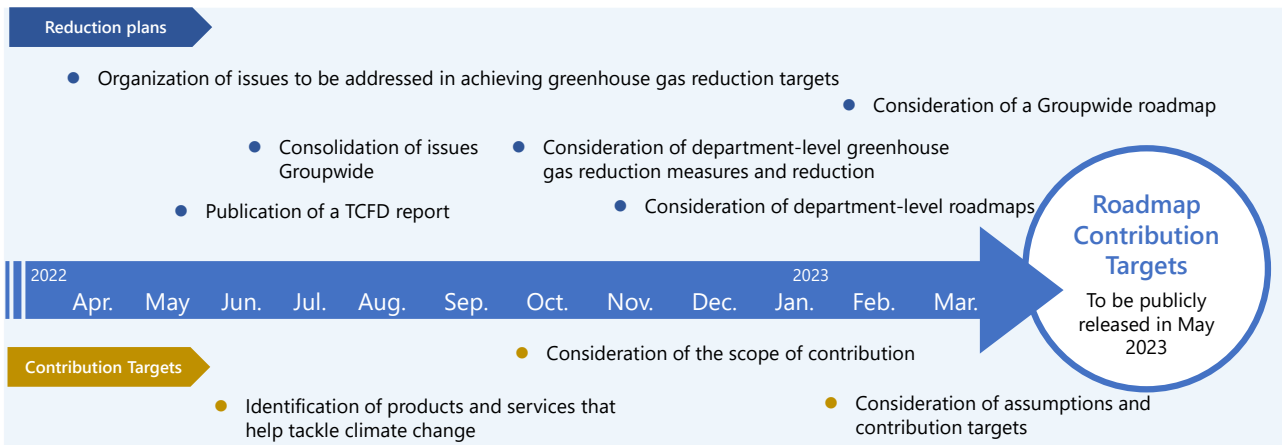 Reduction plans
Organization of issues to be addressed in achieving greenhouse gas reduction targets
Consideration of a Groupwide roadmap
Consolidation of issues
Groupwide
Consideration of department-level greenhouse
gas reduction measures and reduction
Publication of a TCFD report
Consideration of department-level roadmaps
Roadmap
Contribution
Targets
To be publicly
released in May
2023
2022
2023
Apr. May Jun. Jul. Aug. Sep. Oct. Nov. Dec. Jan. Feb. Mar.
Contribution Targets
Consideration of the scope of contribution
Identification of products and services that
help tackle climate change
Consideration of assumptions and
contribution targets